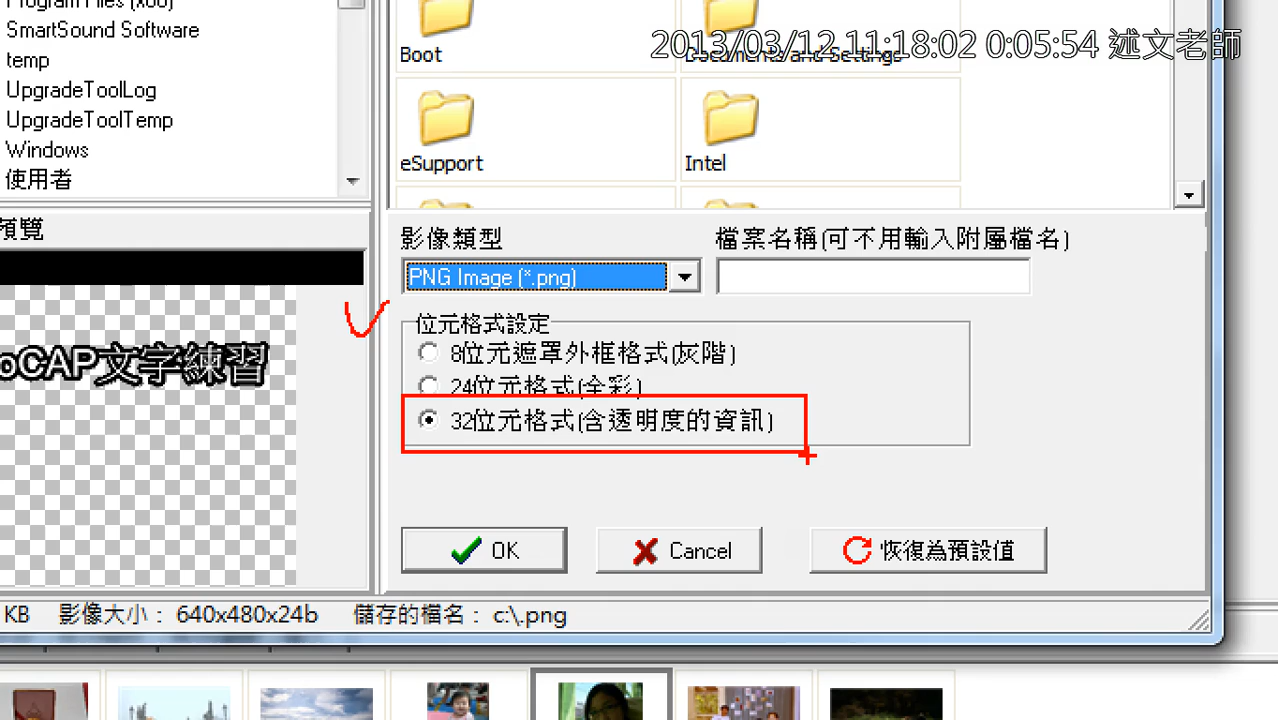 Program Files (x86)
SmartSound Software
temp
UpgradeToolLog
UpgradeToolTemp
Windows
使用者
Boot
Documents and Settings
2013/03/12 11:18:02 0:05:54 述文老師
eSupport
Intel
預覽
oCAP文字練習
影像類型
檔案名稱(可不用輸入附屬檔名)
PNG Image (*.png)
位元格式設定
8位元遮罩外框格式(灰階)
24位元格式(全彩)
32位元格式(含透明度的資訊)
OK
Cancel
恢復為預設值
KB 影像大小： 640x480x24b 儲存的檔名： c:\.png